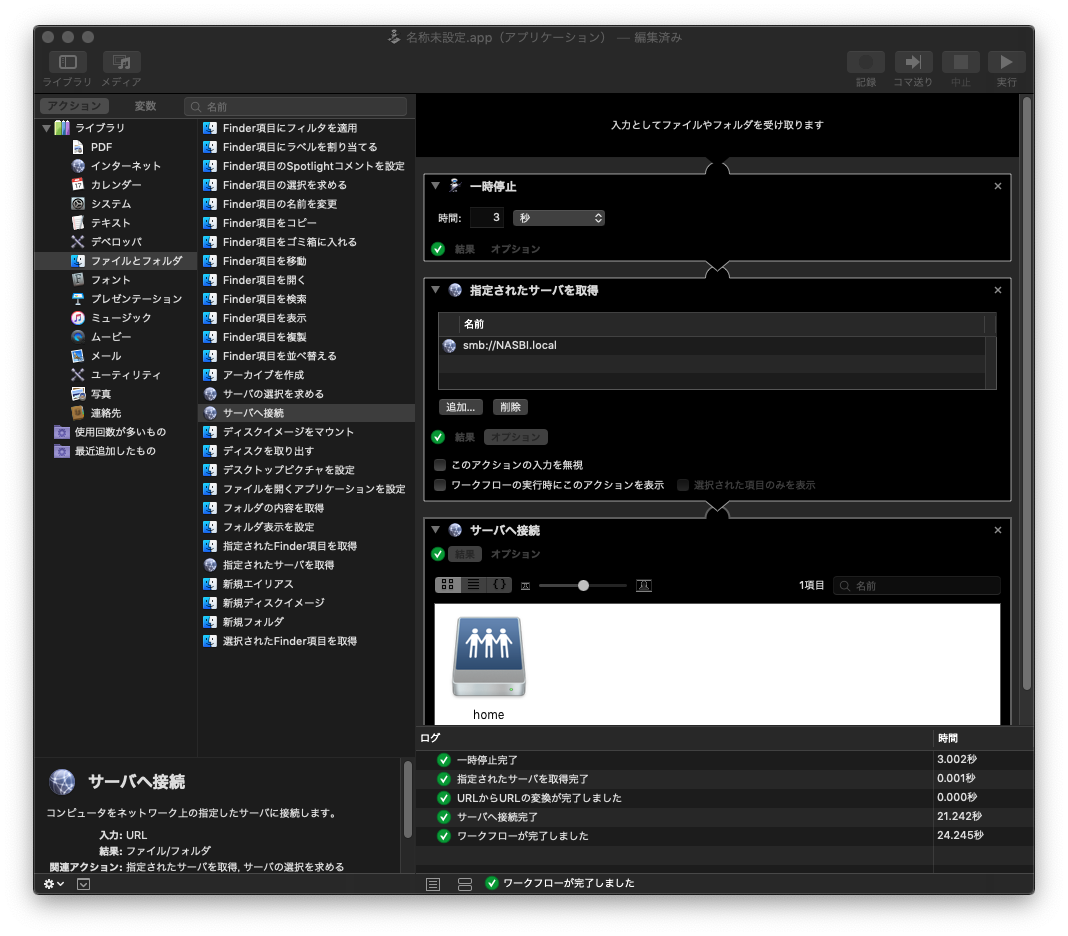 名称未設定.app（アプリケーション） — 編集済み
ライブラリ メディア
記録 コマ送り 中止 実行
アクション 変数 名前
ライブラリ
PDF
インターネット
カレンダー
システム
テキスト
デベロッパ
ファイルとフォルダ
フォント
プレゼンテーション
ミュージック
ムービー
メール
ユーティリティ
写真
連絡先
使用回数が多いもの
最近追加したもの
Finder項目にフィルタを適用
Finder項目にラベルを割り当てる
Finder項目のSpotlightコメントを設定
Finder項目の選択を求める
Finder項目の名前を変更
Finder項目をコピー
Finder項目をゴミ箱に入れる
Finder項目を移動
Finder項目を開く
Finder項目を検索
Finder項目を表示
Finder項目を複製
Finder項目を並べ替える
アーカイブを作成
サーバの選択を求める
サーバへ接続
ディスクイメージをマウント
ディスクを取り出す
デスクトップピクチャを設定
ファイルを開くアプリケーションを設定
フォルダの内容を取得
フォルダ表示を設定
指定されたFinder項目を取得
指定されたサーバを取得
新規エイリアス
新規ディスクイメージ
新規フォルダ
選択されたFinder項目を取得
サーバへ接続
コンピュータをネットワーク上の指定したサーバに接続します。
入力: URL
結果: ファイル/フォルダ
関連アクション: 指定されたサーバを取得, サーバの選択を求める
入力としてファイルやフォルダを受け取ります
一時停止
時間: 3 秒
結果 オプション
指定されたサーバを取得
名前
smb://NASBI.local
追加... 削除
結果 オプション
このアクションの入力を無視
ワークフローの実行時にこのアクションを表示 選択された項目のみを表示
サーバへ接続
結果 オプション
1項目 名前
home
ログ 時間
一時停止完了 3.002秒
指定されたサーバを取得完了 0.001秒
URLからURLの変換が完了しました 0.000秒
サーバへ接続完了 21.242秒
ワークフローが完了しました 24.245秒
ワークフローが完了しました